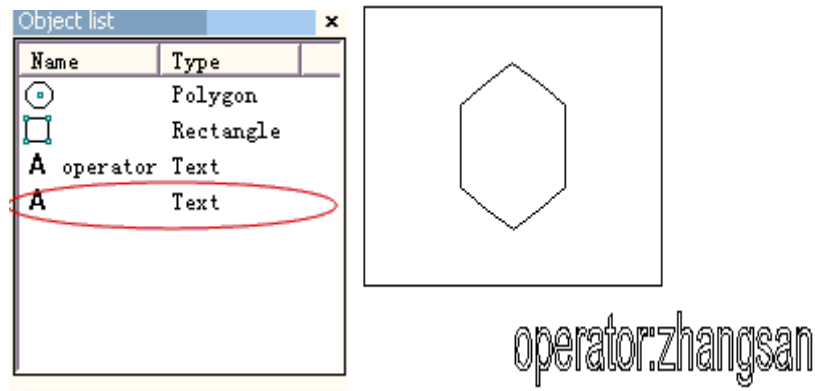 Object list
Name Type
Polygon
Rectangle
A operator Text
A Text
operator:zhangsan